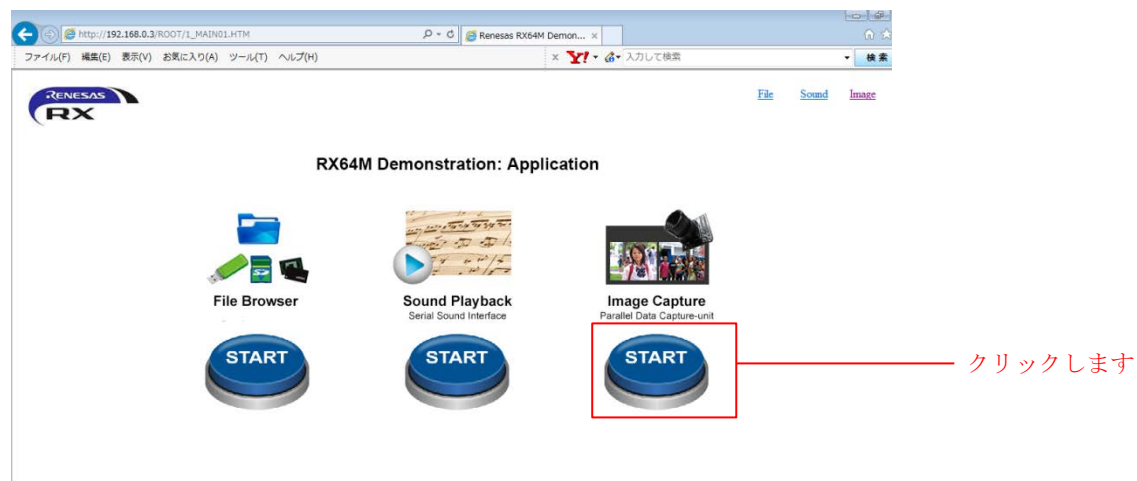 http://192.168.0.3/ROOT/1_MAIN01.HTM
Renesas RX64M Demon... ×
ファイル(F) 編集(E) 表示(V) お気に入り(A) ツール(T) ヘルプ(H)
× Y! 入力して検索 検索
RENESAS
RX
File Sound Image
RX64M Demonstration: Application
File Browser Sound Playback Image Capture
Serial Sound Interface Parallel Data Capture-unit
START START START
クリックします